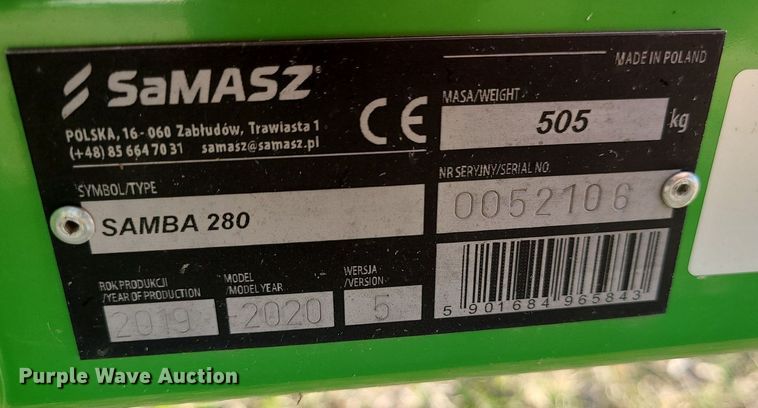 MADE IN POLAND
SaMASZ®
POLSKA, 16-060 Zabłudów, Trawiasta 1
(+48) 85 664 70 31 samasz@samasz.pl
CE
MASA/WEIGHT
505 kg
SYMBOL/TYPE
SAMBA 280
NR SERYJNY/SERIAL NO.
0052106
ROK PRODUKCJI
/YEAR OF PRODUCTION
2019
MODEL
/MODEL YEAR
2020
WERSJA
/VERSION
5
5 901684 965843
Purple Wave Auction